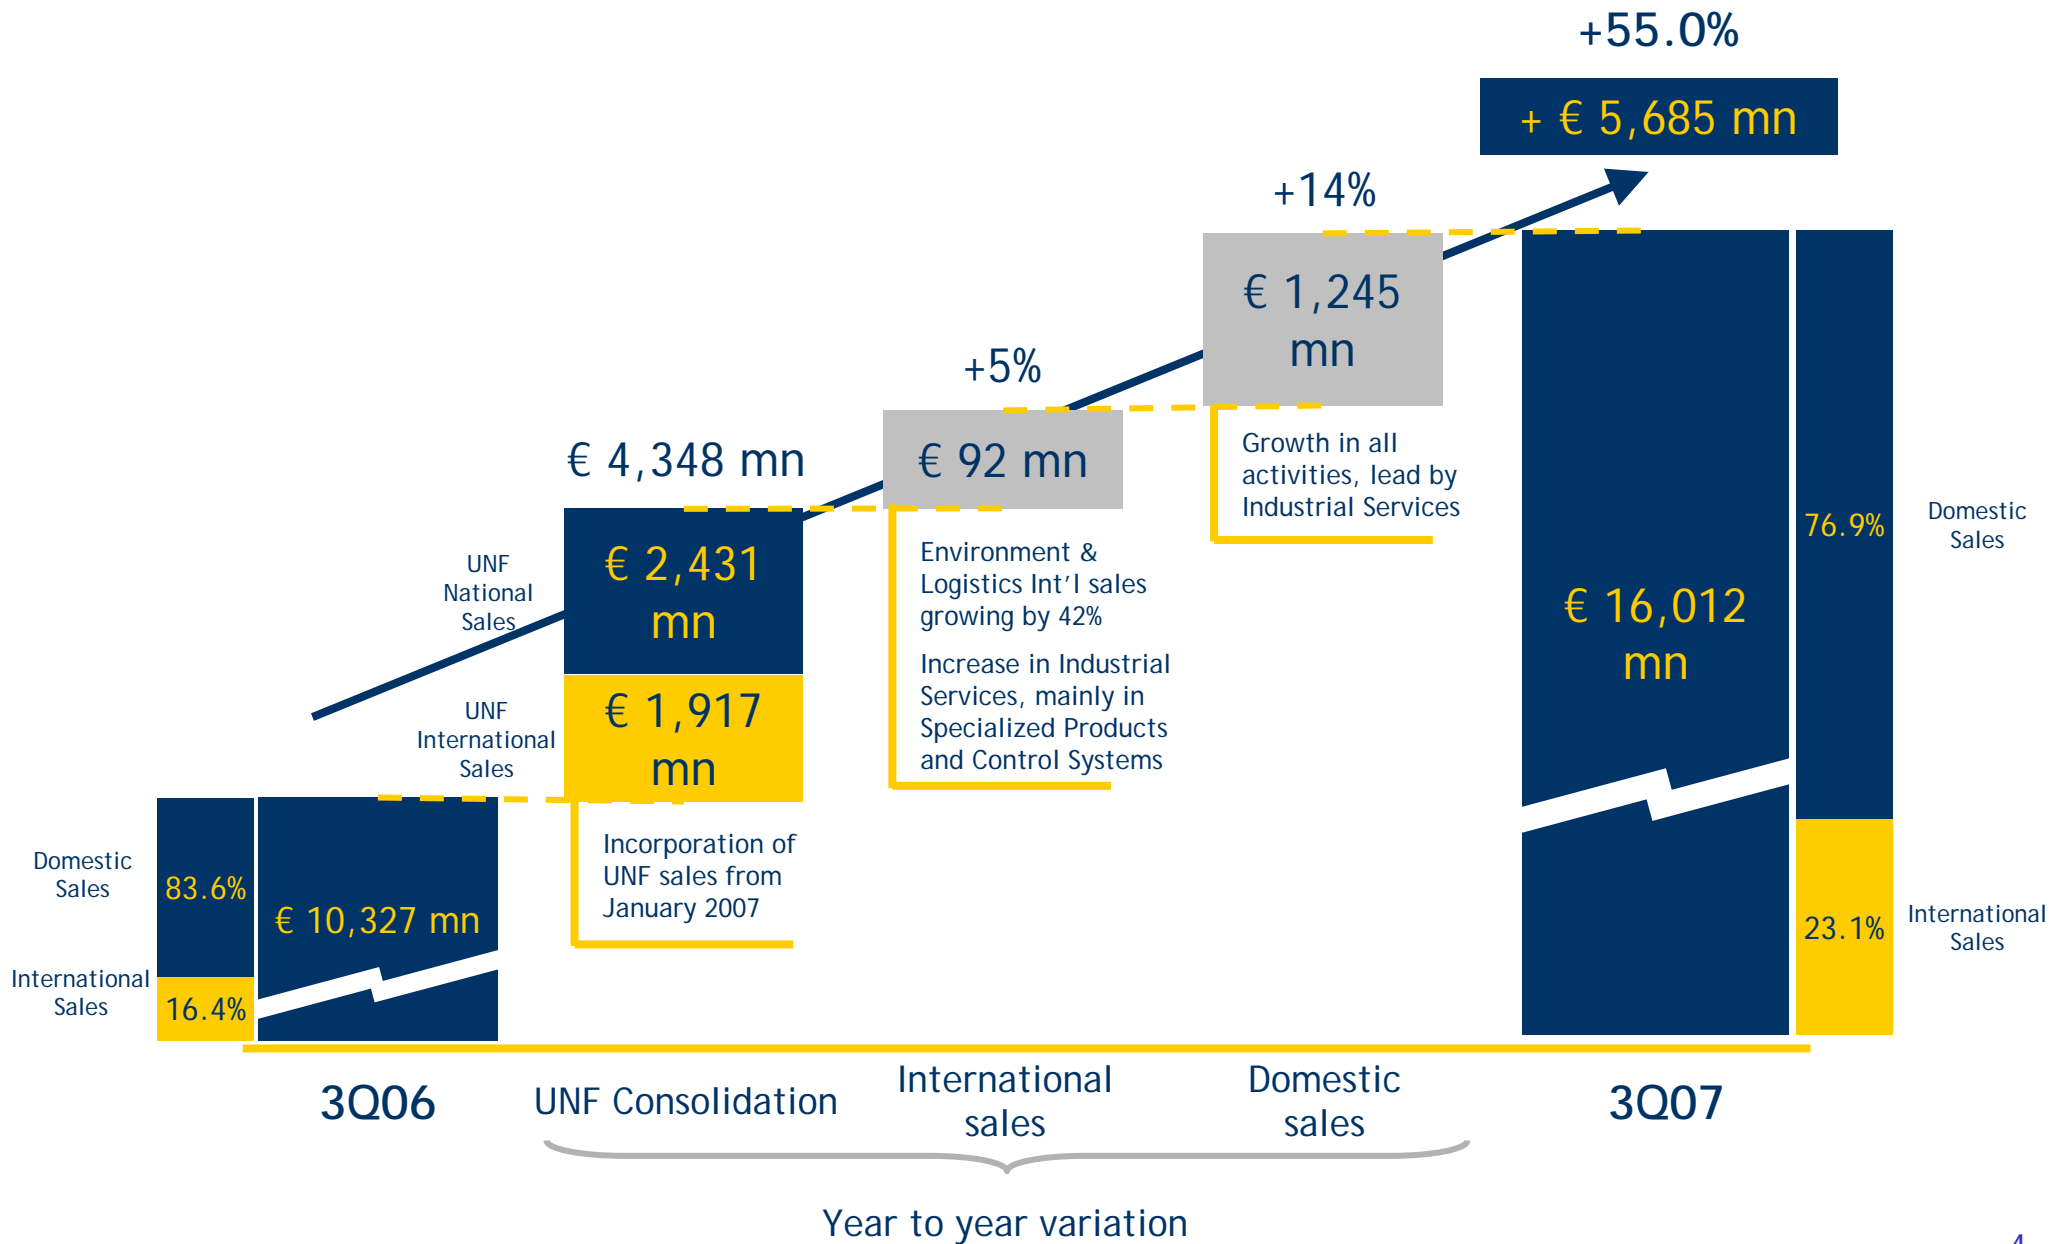 +55.0%
+ € 5,685 mn
+14%
€ 1,245
mn
+5%
€ 92 mn
€ 4,348 mn
UNF
National
Sales
€ 2,431
mn
UNF
International
Sales
€ 1,917
mn
Growth in all
activities, lead by
Industrial Services
Environment &
Logistics Int’l sales
growing by 42%
Increase in Industrial
Services, mainly in
Specialized Products
and Control Systems
Incorporation of
UNF sales from
January 2007
Domestic
Sales
83.6%
€ 10,327 mn
International
Sales
16.4%
€ 16,012
mn
76.9%
Domestic
Sales
23.1%
International
Sales
3Q06
UNF Consolidation
International
sales
Domestic
sales
3Q07
Year to year variation
4